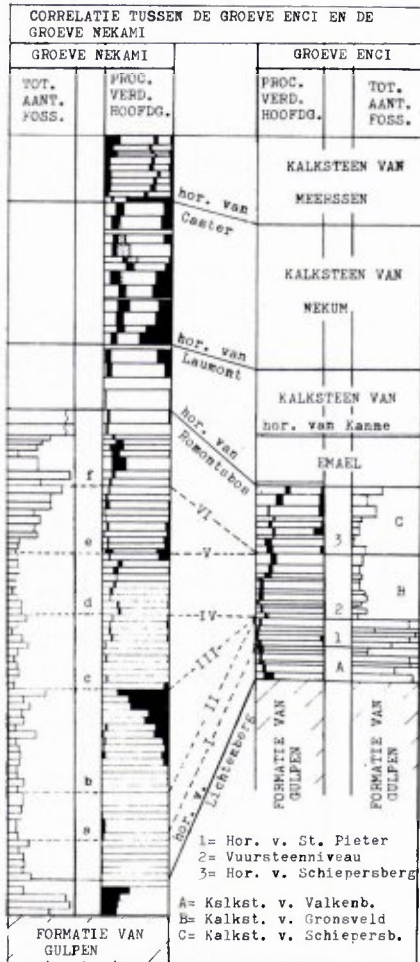 CORRELATIE TUSSEN DE GROEVE ENCI EN DE
GROEVE NEKAMI
GROEVE NEKAMI
GROEVE ENCI
TOT.
AANT.
FOSS.
PROC.
VERD.
HOOFDG.
PROC.
VERD.
HOOFDG.
TOT.
AANT.
FOSS.
KALKSTEEN VAN
MEERSSEN
hor. van
Caster
KALKSTEEN VAN
NEKUM
hor. van
Laumont
KALKSTEEN VAN
hor. van Kanne
hor. van
Romontsbos
EMAEL
f
e
d
c
b
a
VI
V
IV
III
II
I
hor. v.
Lichtenberg
3
2
1
C
B
A
FORMATIE VAN
GULPEN
FORMATIE VAN
GULPEN
1= Hor. v. St. Pieter
2= Vuursteenniveau
3= Hor. v. Schiepersberg
A= Kalkst. v. Valkenb.
B= Kalkst. v. Gronsveld
C= Kalkst. v. Schiepersb.
FORMATIE VAN
GULPEN